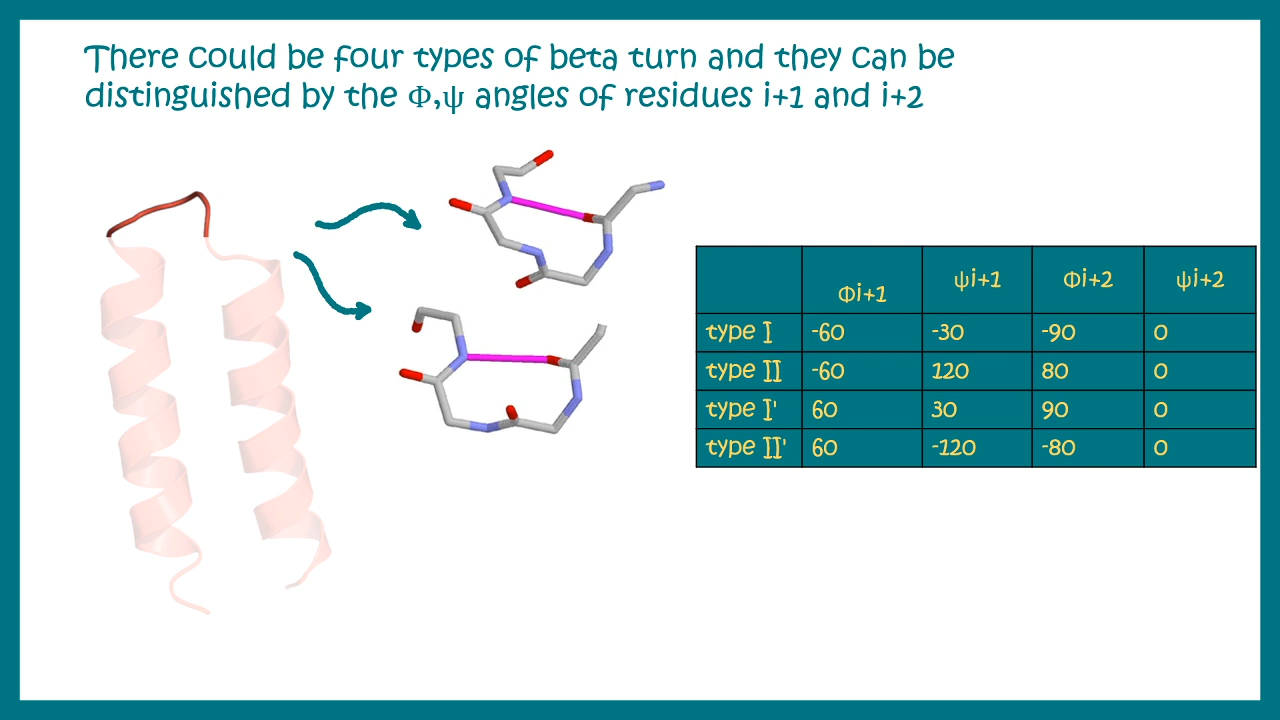 There could be four types of beta turn and they can be
distinguished by the Φ,ψ angles of residues i+1 and i+2
Φi+1 ψi+1 Φi+2 ψi+2
type I -60 -30 -90 0
type II -60 120 80 0
type I' 60 30 90 0
type II' 60 -120 -80 0